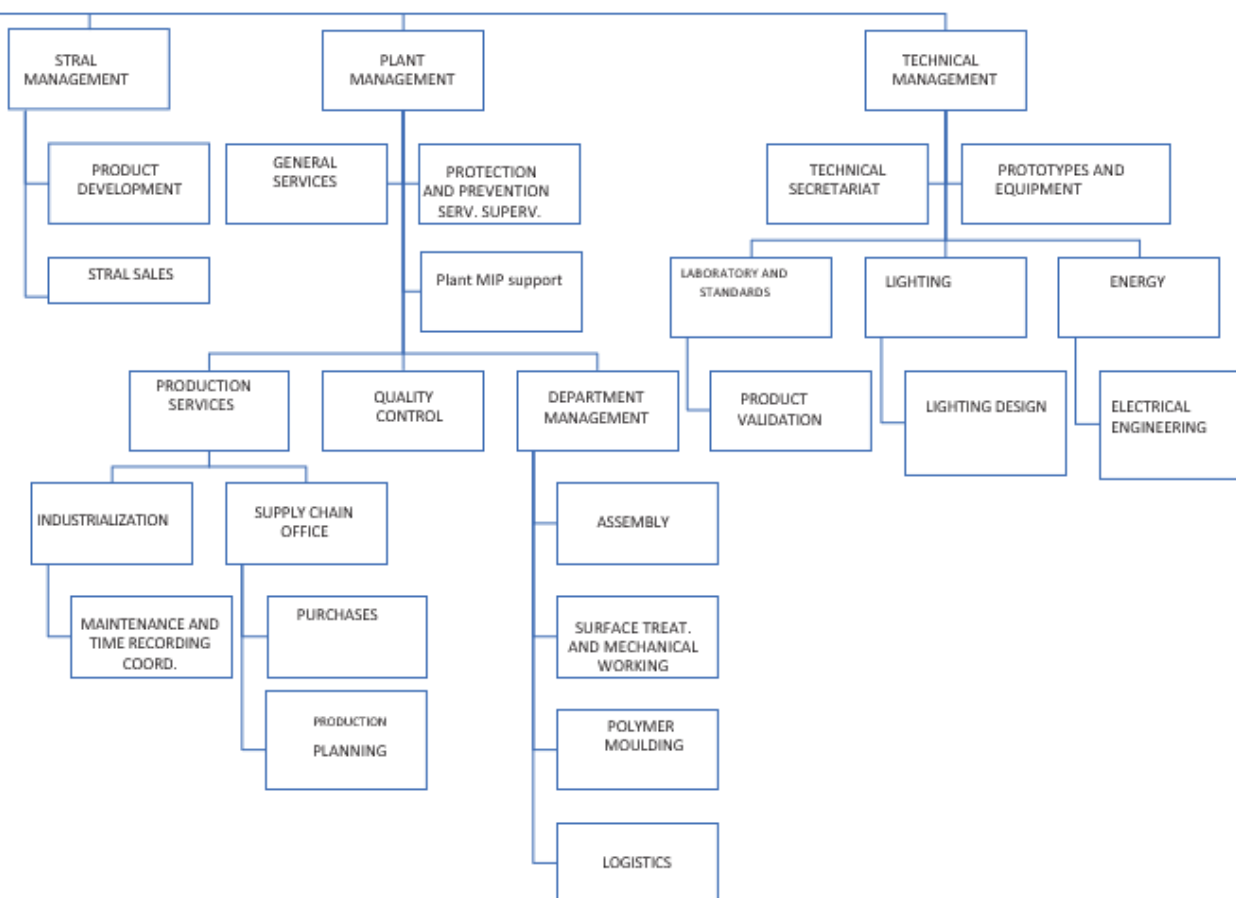 STRAL
MANAGEMENT
PLANT
MANAGEMENT
TECHNICAL
MANAGEMENT
PRODUCT
DEVELOPMENT
GENERAL
SERVICES
PROTECTION
AND PREVENTION
SERV. SUPERV.
TECHNICAL
SECRETARIAT
PROTOTYPES AND
EQUIPMENT
STRAL SALES
Plant MIP support
LABORATORY AND
STANDARDS
LIGHTING
ENERGY
PRODUCTION
SERVICES
QUALITY
CONTROL
DEPARTMENT
MANAGEMENT
PRODUCT
VALIDATION
LIGHTING DESIGN
ELECTRICAL
ENGINEERING
INDUSTRIALIZATION
SUPPLY CHAIN
OFFICE
ASSEMBLY
MAINTENANCE AND
TIME RECORDING
COORD.
PURCHASES
SURFACE TREAT.
AND MECHANICAL
WORKING
PRODUCTION
PLANNING
POLYMER
MOULDING
LOGISTICS